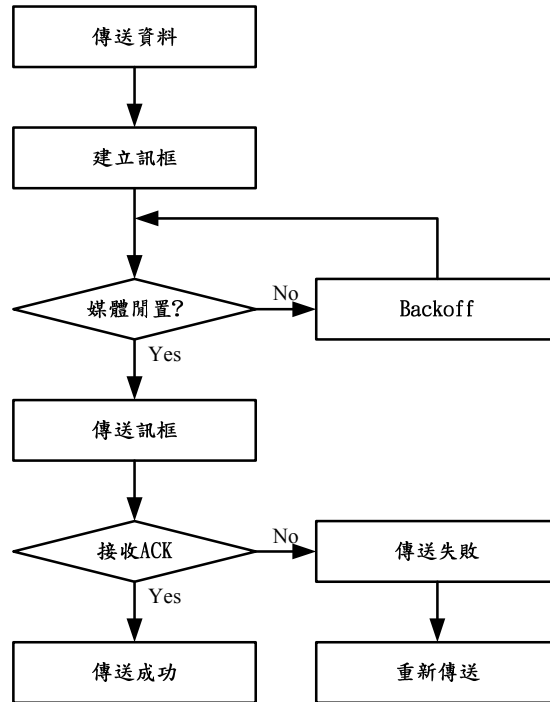 傳送資料
建立訊框
媒體閒置?
No
Backoff
Yes
傳送訊框
接收ACK
No
傳送失敗
Yes
傳送成功
重新傳送